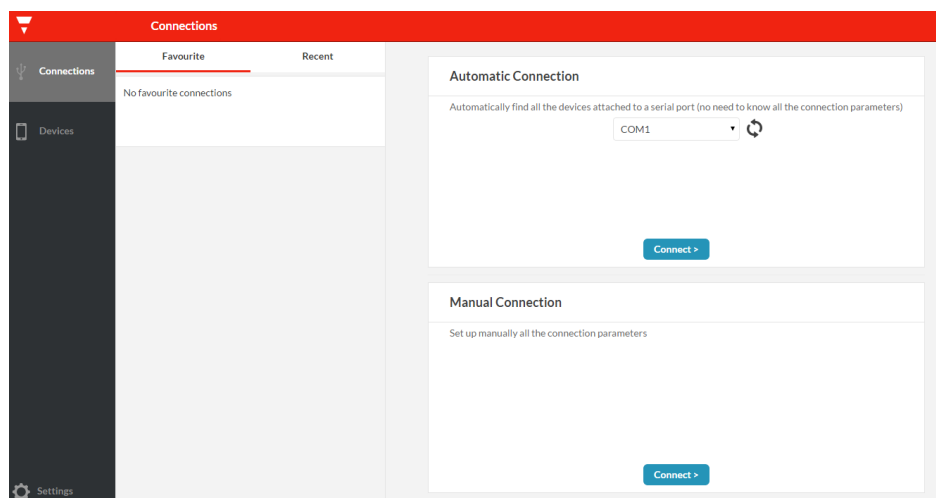 Connections
Connections
Devices
Settings
Favourite
Recent
No favourite connections
Automatic Connection
Automatically find all the devices attached to a serial port (no need to know all the connection parameters)
COM1
Connect >
Manual Connection
Set up manually all the connection parameters
Connect >